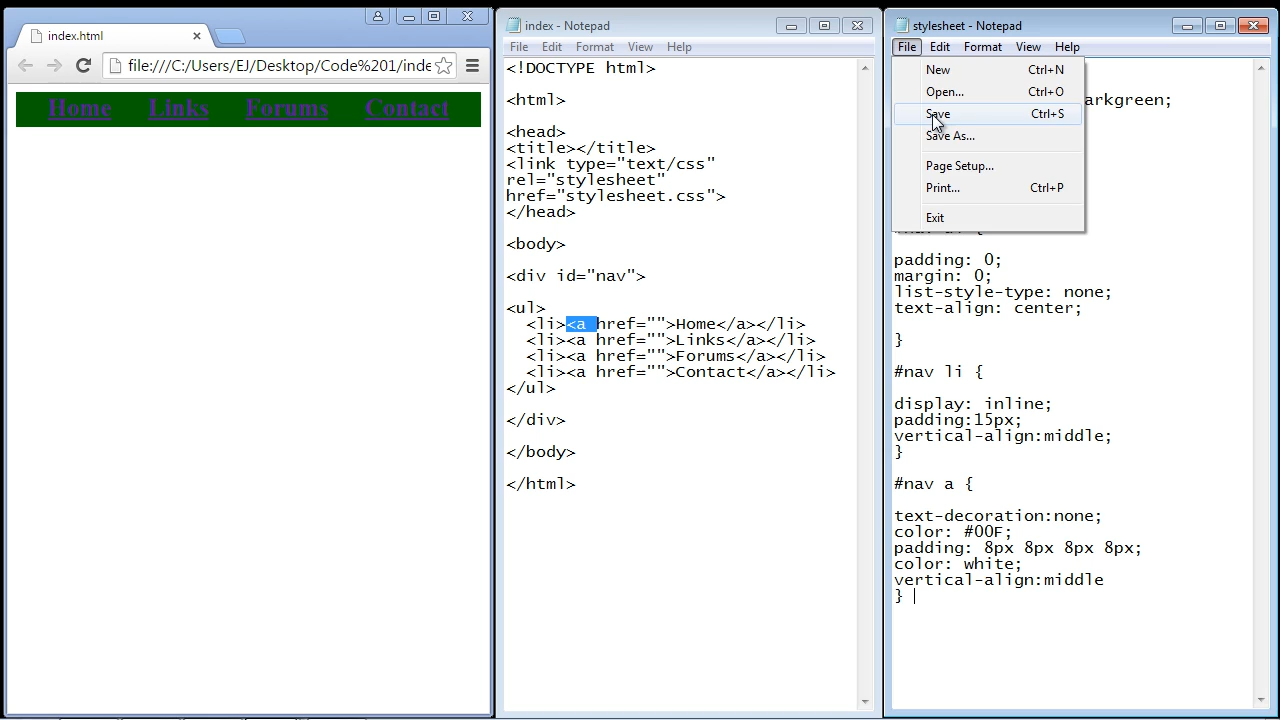 index.html
file:///C:/Users/EJ/Desktop/Code%201/inde
Home Links Forums Contact
index - Notepad
File Edit Format View Help
<!DOCTYPE html>
<html>
<head>
<title></title>
<link type="text/css"
rel="stylesheet"
href="stylesheet.css">
</head>
<body>
<div id="nav">
<ul>
<li><a href="">Home</a></li>
<li><a href="">Links</a></li>
<li><a href="">Forums</a></li>
<li><a href="">Contact</a></li>
</ul>
</div>
</body>
</html>
stylesheet - Notepad
File Edit Format View Help
New Ctrl+N
Open... Ctrl+O
Save Ctrl+S
Save As...
Page Setup...
Print... Ctrl+P
Exit
arkgreen;
padding: 0;
margin: 0;
list-style-type: none;
text-align: center;
}
#nav li {
display: inline;
padding:15px;
vertical-align:middle;
}
#nav a {
text-decoration:none;
color: #00F;
padding: 8px 8px 8px 8px;
color: white;
vertical-align:middle
}